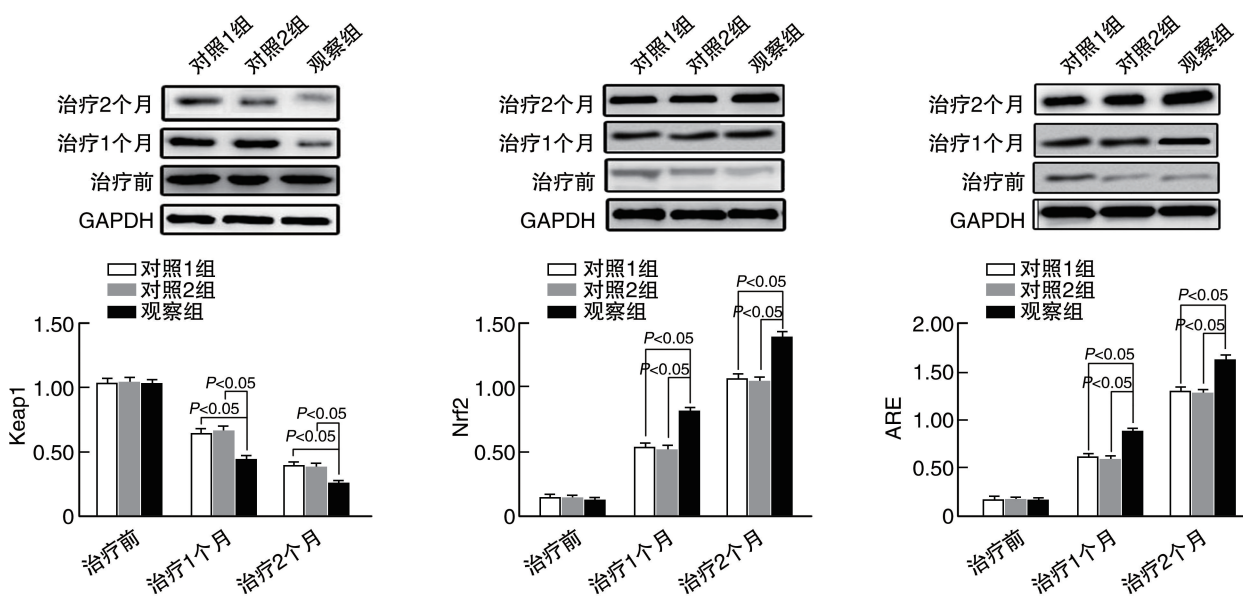 对照1组
对照2组
观察组
治疗2个月
治疗1个月
治疗前
GAPDH
对照1组
对照2组
观察组
1.50
1.00
0.50
0
Keap1
P<0.05
P<0.05
P<0.05
P<0.05
治疗前
治疗1个月
治疗2个月
对照1组
对照2组
观察组
治疗2个月
治疗1个月
治疗前
GAPDH
对照1组
对照2组
观察组
1.50
1.00
0.50
0
Nrf2
P<0.05
P<0.05
P<0.05
P<0.05
治疗前
治疗1个月
治疗2个月
对照1组
对照2组
观察组
治疗2个月
治疗1个月
治疗前
GAPDH
对照1组
对照2组
观察组
2.00
1.50
1.00
0.50
0
ARE
P<0.05
P<0.05
P<0.05
P<0.05
治疗前
治疗1个月
治疗2个月